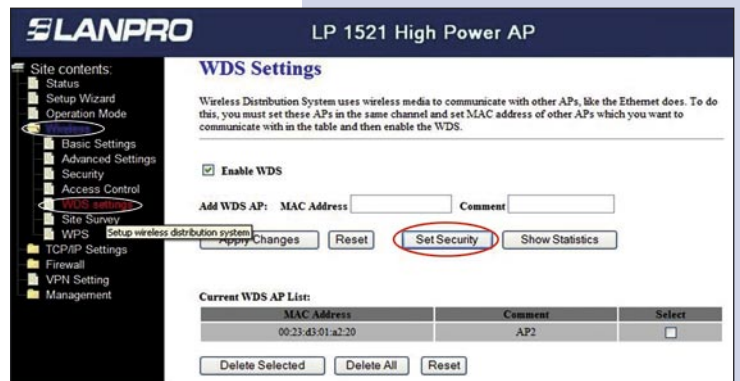 LANPRO
LP 1521 High Power AP
Site contents:
Status
Setup Wizard
Operation Mode
Wireless
Basic Settings
Advanced Settings
Security
Access Control
WDS settings
Site Survey
WPS
Setup wireless distribution system
TCP/IP Settings
Firewall
VPN Setting
Management
WDS Settings
Wireless Distribution System uses wireless media to communicate with other APs, like the Ethernet does. To do
this, you must set these APs in the same channel and set MAC address of other APs which you want to
communicate with in the table and then enable the WDS.
Enable WDS
Add WDS AP: MAC Address Comment
Apply Changes Reset Set Security Show Statistics
Current WDS AP List:
MAC Address Comment Select
00:23:d3:01:a2:20 AP2
Delete Selected Delete All Reset